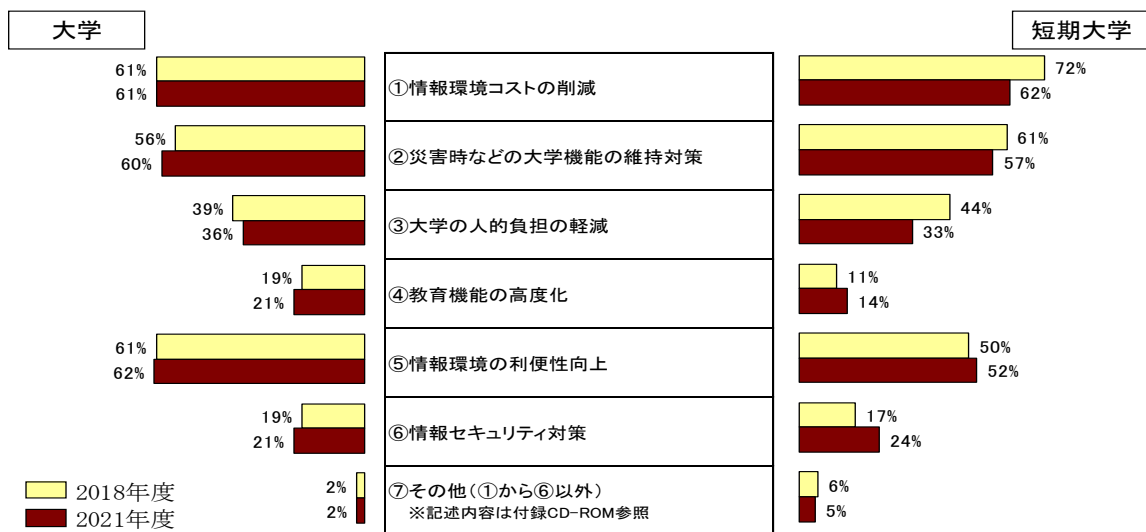 大学
短期大学
61%
61%
①情報環境コストの削減
72%
62%
56%
60%
②災害時などの大学機能の維持対策
61%
57%
39%
36%
③大学の人的負担の軽減
44%
33%
19%
21%
④教育機能の高度化
11%
14%
61%
62%
⑤情報環境の利便性向上
50%
52%
19%
21%
⑥情報セキュリティ対策
17%
24%
2%
2%
⑦その他(①から⑥以外)
※記述内容は付録CD-ROM参照
6%
5%
2018年度
2021年度